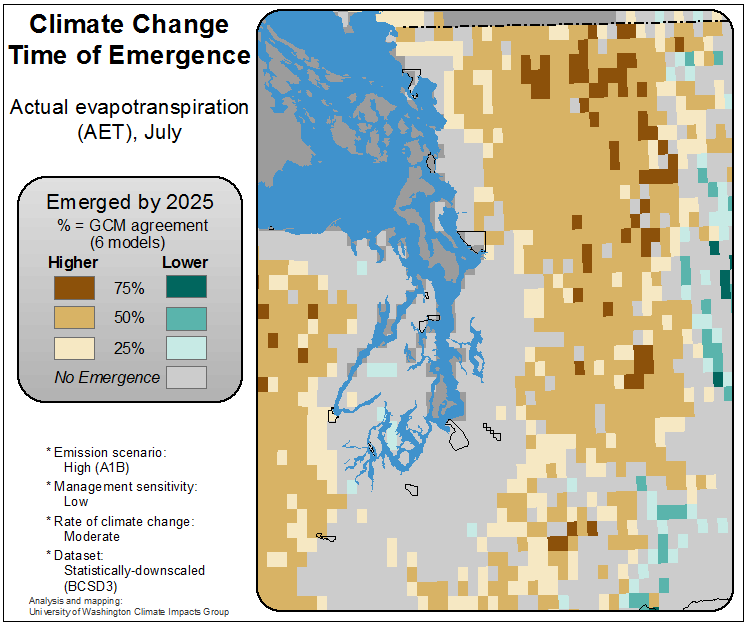 Climate Change
Time of Emergence
Actual evapotranspiration
(AET), July
Emerged by 2025
% = GCM agreement
(6 models)
Higher Lower
75%
50%
25%
No Emergence
* Emission scenario:
High (A1B)
* Management sensitivity:
Low
* Rate of climate change:
Moderate
* Dataset:
Statistically-downscaled
(BCSD3)
Analysis and mapping:
University of Washington Climate Impacts Group